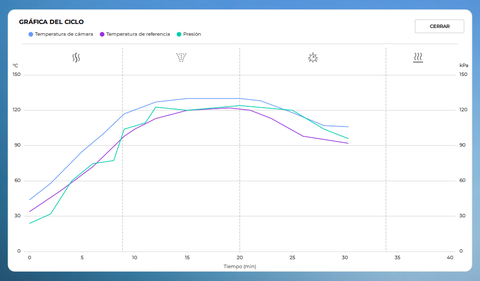 GRÁFICA DEL CICLO
CERRAR
Temperatura de cámara Temperatura de referencia Presión
°C kPa
150 150
120 120
90 90
60 60
30 30
0 0
0 5 10 15 20 25 30 35 40
Tiempo (min)